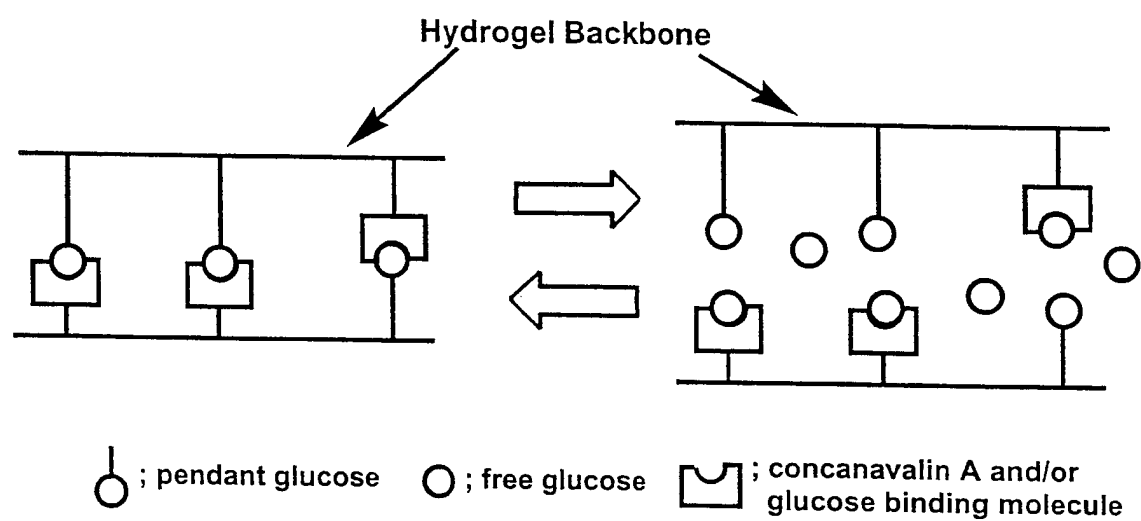 Hydrogel Backbone
; pendant glucose
; free glucose
; concanavalin A and/or
glucose binding molecule